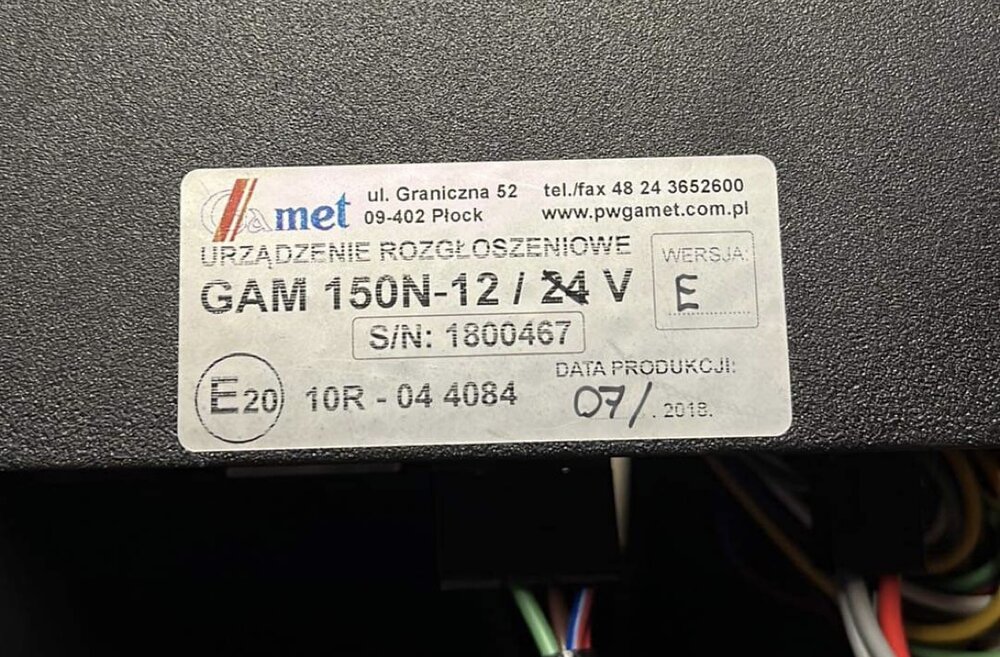 Gamet
ul. Graniczna 52
09-402 Płock
tel./fax 48 24 3652600
www.pwgamet.com.pl
URZĄDZENIE ROZGŁOSZENIOWE
GAM 150N-12 / 24 V
WERSJA:
E
S/N: 1800467
E20 10R - 04 4084
DATA PRODUKCJI:
07/. 2018.